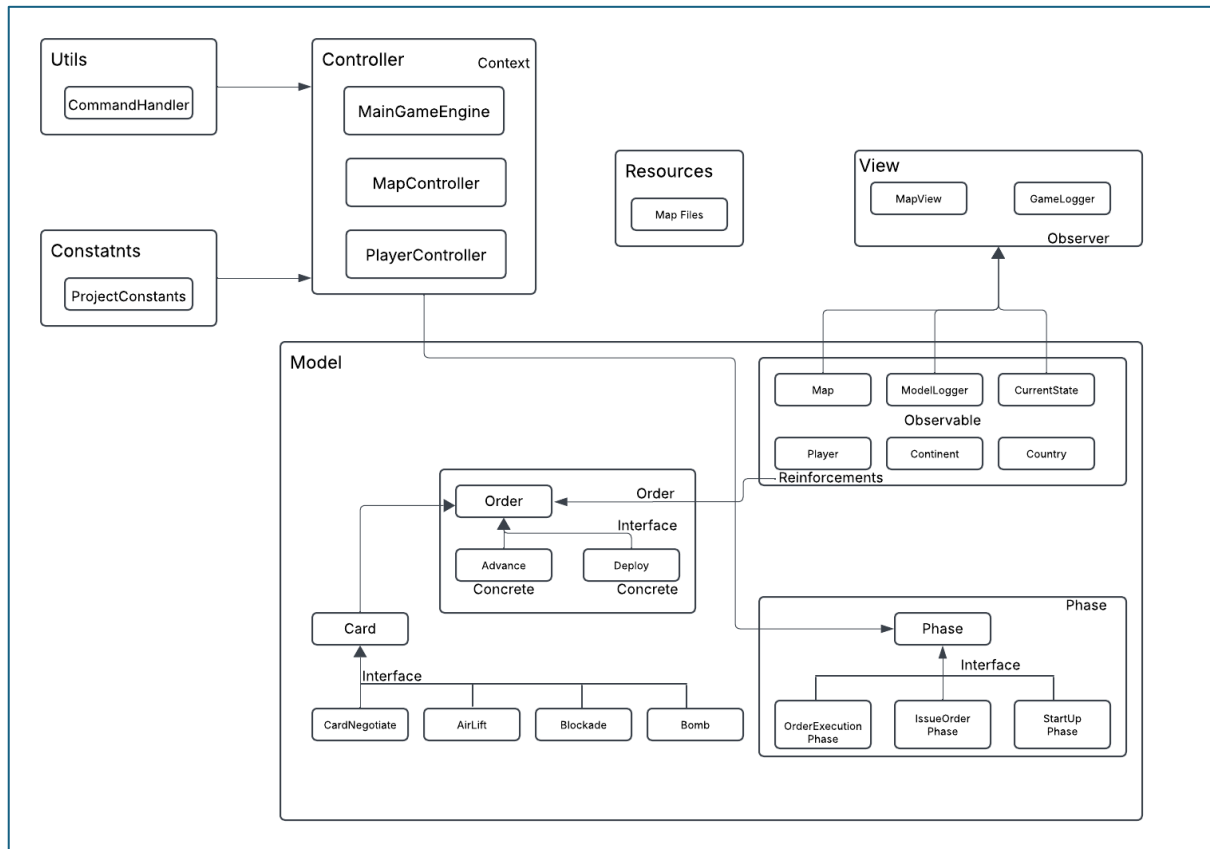 Utils
CommandHandler
Controller
Context
MainGameEngine
MapController
PlayerController
Constatnts
ProjectConstants
Resources
Map Files
View
MapView
GameLogger
Observer
Model
Map
ModelLogger
CurrentState
Observable
Player
Continent
Country
Reinforcements
Order
Order
Interface
Advance
Deploy
Concrete
Concrete
Card
Interface
CardNegotiate
AirLift
Blockade
Bomb
Phase
Phase
Interface
OrderExecution
Phase
IssueOrder
Phase
StartUp
Phase